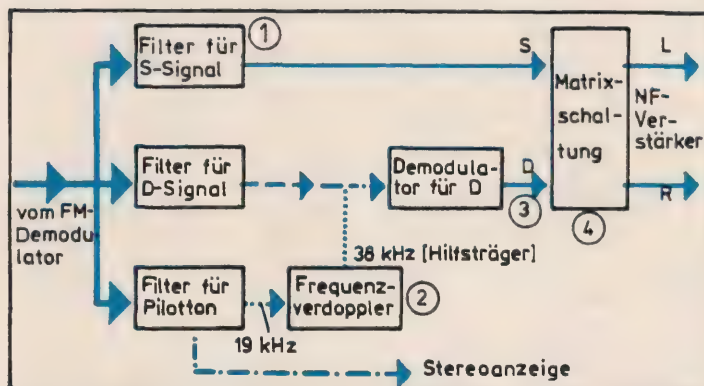 Filter für
S-Signal
①
S
L
Matrix-
schal-
tung
NF-
Ver-
stärker
R
④
Filter für
D-Signal
Demodula-
tor für D
D
③
vom FM-
Demodu-
lator
38 kHz [Hilfsträger]
Filter für
Pilotton
19 kHz
Frequenz-
verdoppler
②
Stereoanzeige